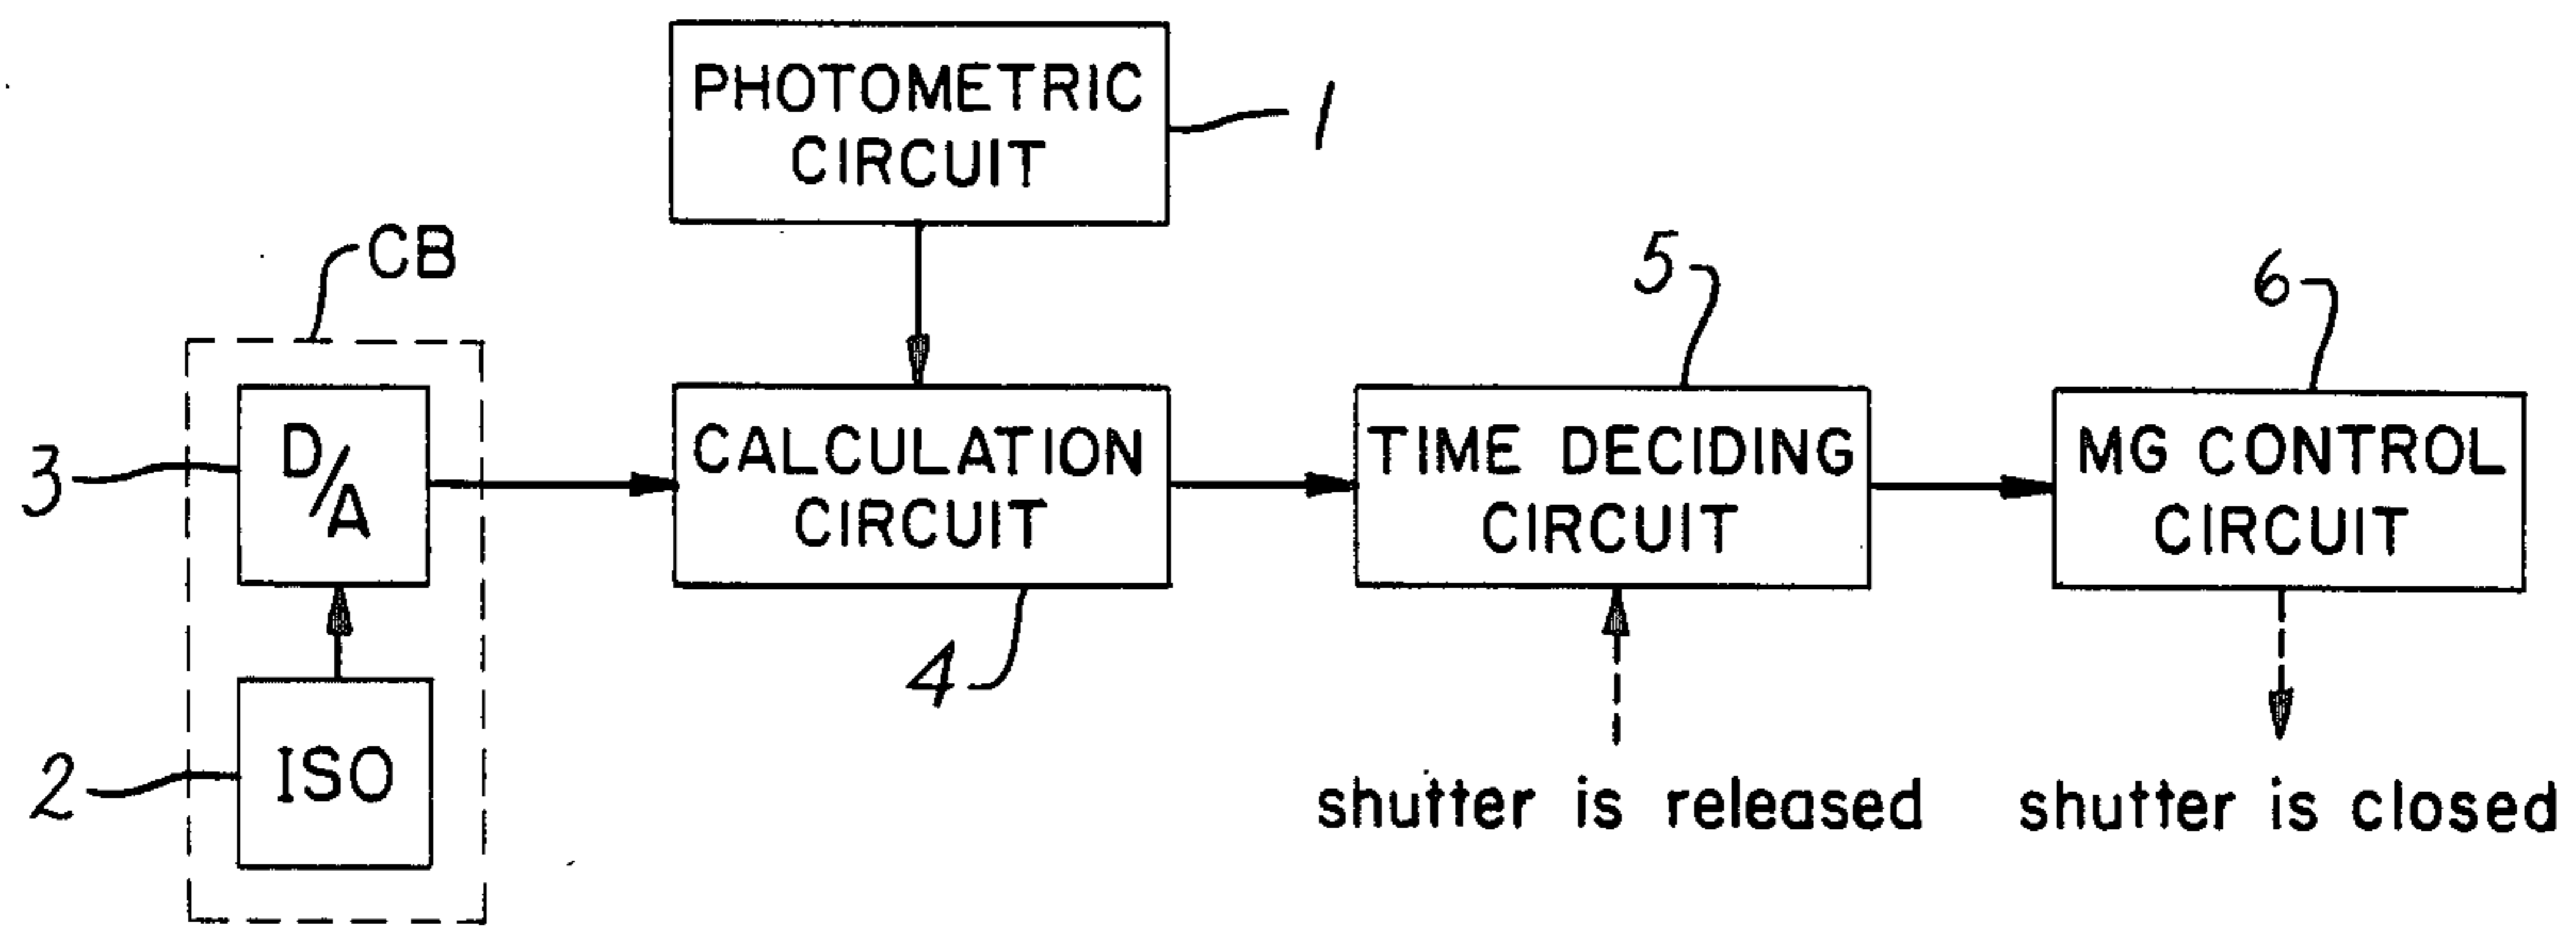 PHOTOMETRIC
CIRCUIT
1
CB
5
6
3
D/A
CALCULATION
CIRCUIT
TIME DECIDING
CIRCUIT
MG CONTROL
CIRCUIT
4
2
ISO
shutter is released
shutter is closed